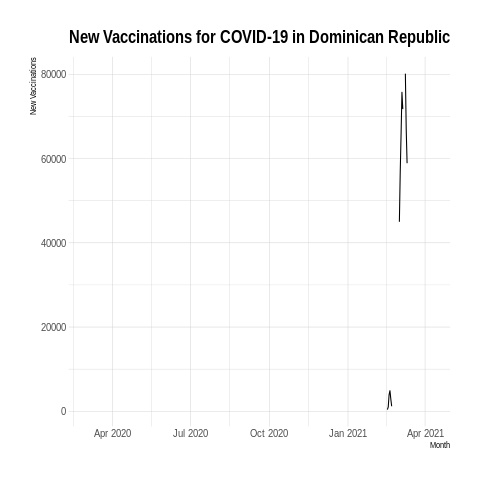 New Vaccinations for COVID-19 in Dominican Republic
New Vaccinations
80000
60000
40000
20000
0
Apr 2020 Jul 2020 Oct 2020 Jan 2021 Apr 2021
Month